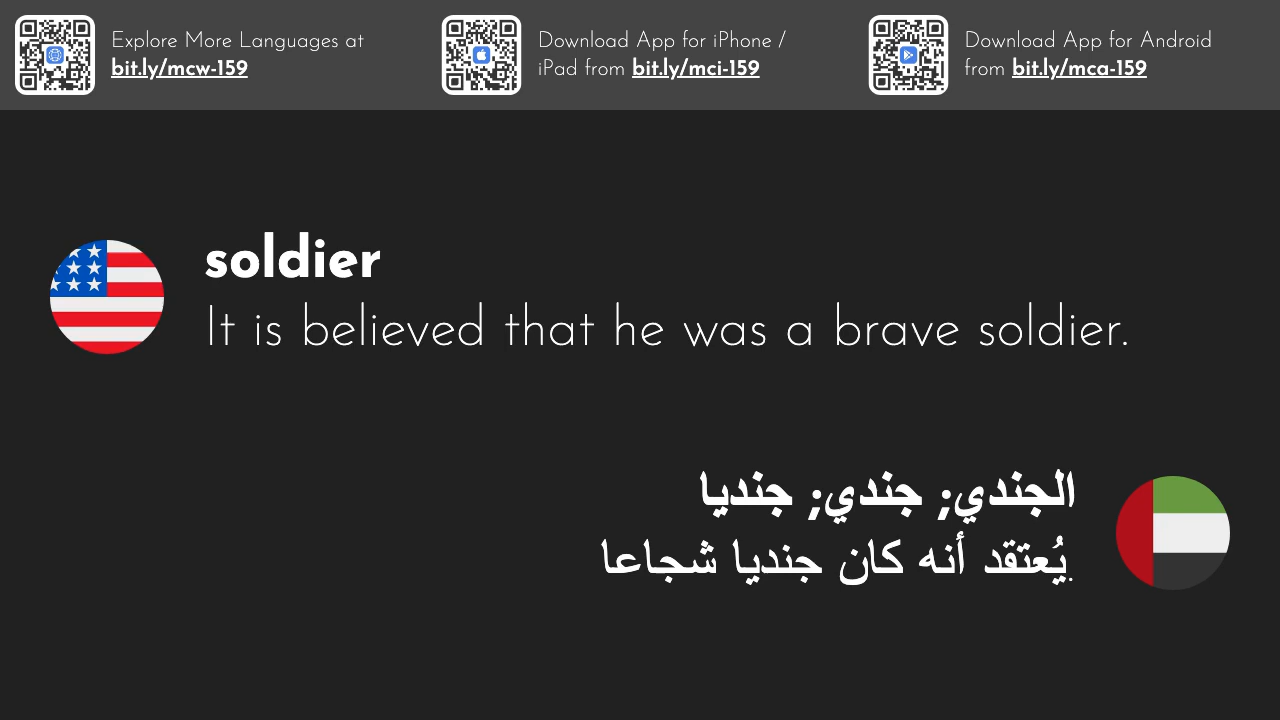 Explore More Languages at
bit.ly/mcw-159
Download App for iPhone /
iPad from bit.ly/mci-159
Download App for Android
from bit.ly/mca-159
soldier
It is believed that he was a brave soldier.
الجندي; جندي; جنديا
يُعتقد أنه كان جنديا شجاعا.